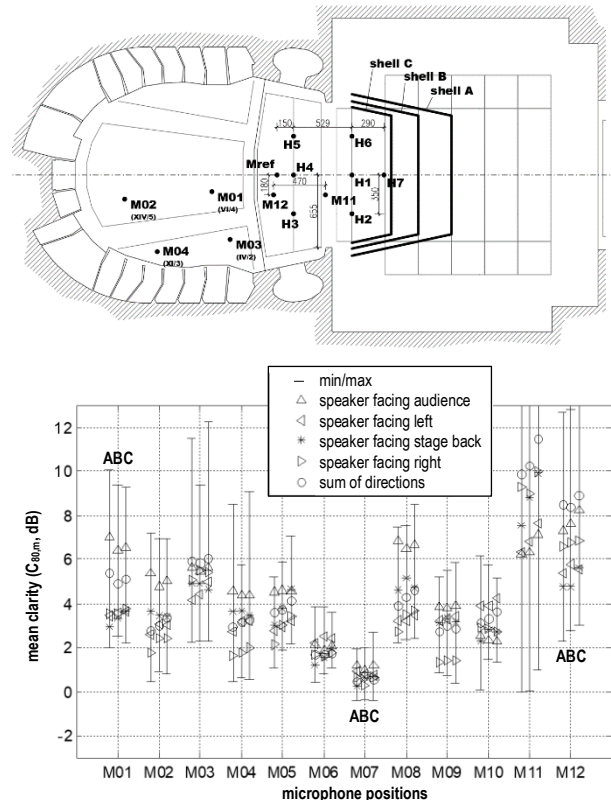 shell C
shell B
shell A
150 529 290
H5
H6
Mref
H4
H1
H7
180
470
350
M01
(VI/4)
M02
(XIV/5)
M12
M11
655
H3
H2
M03
(IV/2)
M04
(XI/3)
min/max
speaker facing audience
speaker facing left
speaker facing stage back
speaker facing right
sum of directions
mean clarity (C80,m, dB)
12
10
8
6
4
2
0
-2
ABC
ABC
ABC
M01 M02 M03 M04 M05 M06 M07 M08 M09 M10 M11 M12
microphone positions